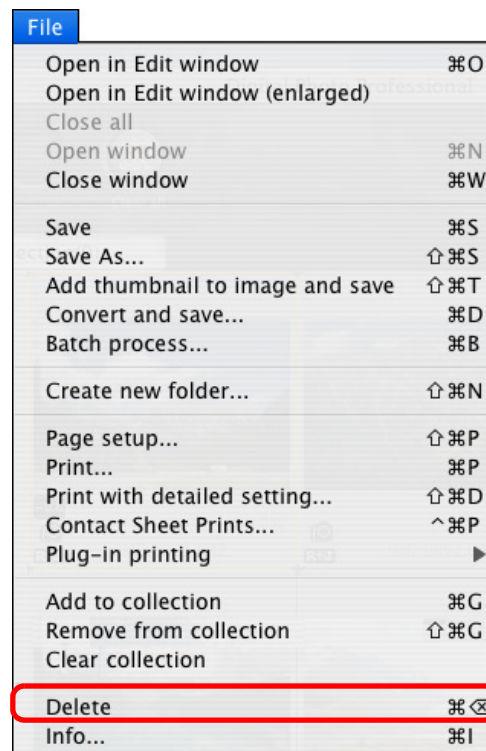 File
Open in Edit window ⌘O
Open in Edit window (enlarged)
Close all
Open window ⌘N
Close window ⌘W
Save ⌘S
Save As... ⇧⌘S
Add thumbnail to image and save ⇧⌘T
Convert and save... ⌘D
Batch process... ⌘B
Create new folder... ⇧⌘N
Page setup... ⇧⌘P
Print... ⌘P
Print with detailed setting... ⇧⌘D
Contact Sheet Prints... ^⌘P
Plug-in printing ▶
Add to collection ⌘G
Remove from collection ⇧⌘G
Clear collection
Delete ⌘⌫
Info... ⌘I